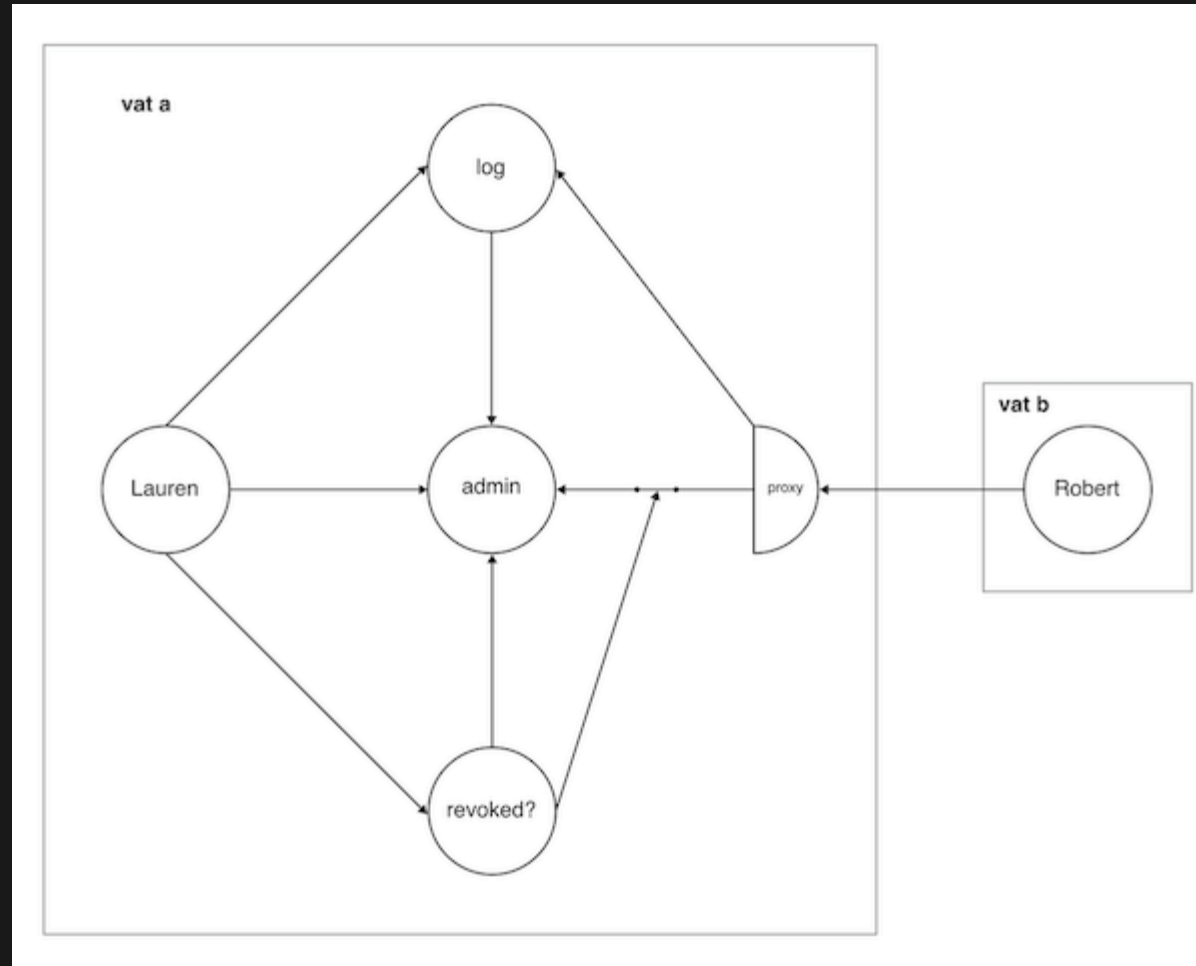 vat a
log
vat b
Lauren
admin
proxy
Robert
revoked?